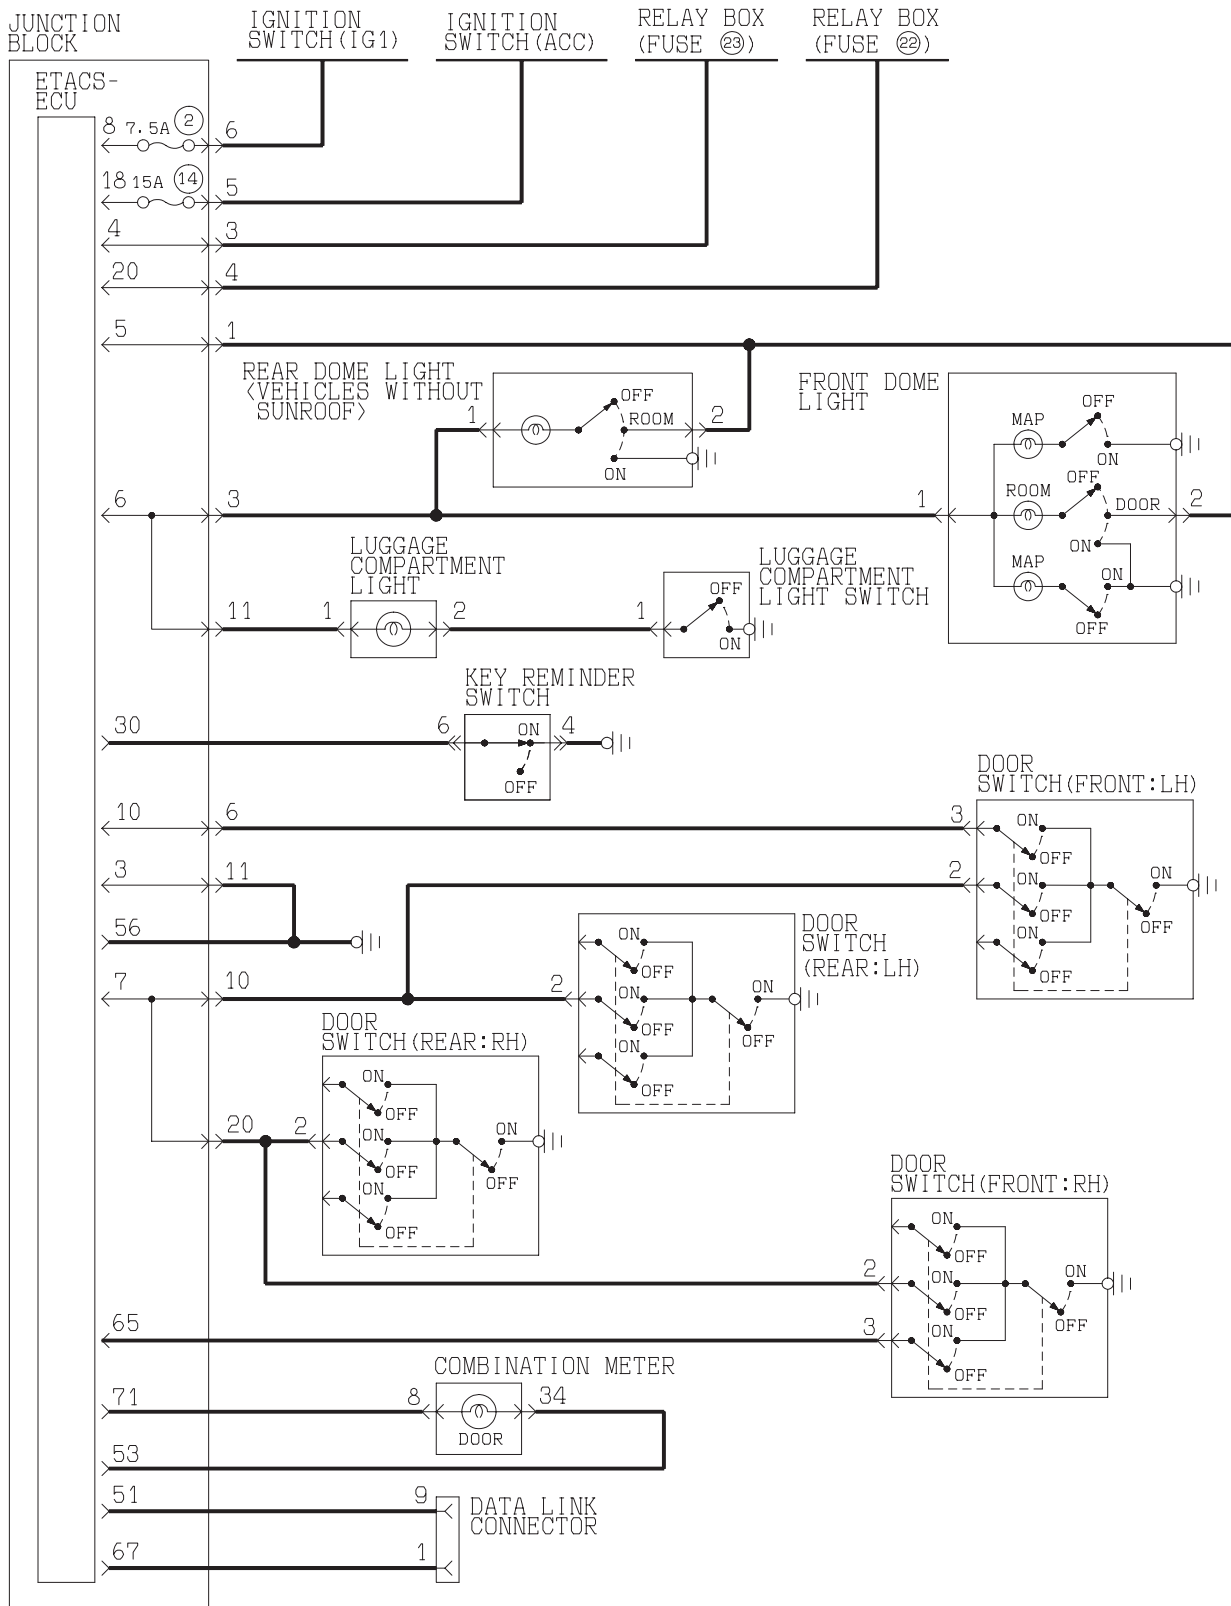 JUNCTION
BLOCK
IGNITION
SWITCH(IG1)
IGNITION
SWITCH(ACC)
RELAY BOX
(FUSE 23)
RELAY BOX
(FUSE 22)
ETACS-
ECU
8 7.5A 2 6
18 15A 14 5
4 3
20 4
5 1
REAR DOME LIGHT
<VEHICLES WITHOUT
SUNROOF>
1 OFF ROOM ON 2
FRONT DOME
LIGHT
MAP OFF ON
ROOM OFF DOOR ON
MAP ON OFF
6 3 1 2
LUGGAGE
COMPARTMENT
LIGHT
LUGGAGE
COMPARTMENT
LIGHT SWITCH
11 1 2 1 OFF ON
KEY REMINDER
SWITCH
30 6 ON 4
OFF
DOOR
SWITCH(FRONT:LH)
10 6 3 ON OFF
3 11 2 ON OFF ON OFF
ON OFF
56
DOOR
SWITCH
(REAR:LH)
ON OFF
7 10 2 ON OFF ON OFF
ON OFF
DOOR
SWITCH(REAR:RH)
ON OFF
20 2 ON OFF ON OFF
ON OFF
DOOR
SWITCH(FRONT:RH)
ON OFF
2 ON OFF ON OFF
65 3 ON OFF
COMBINATION METER
71 8 34
DOOR
53
51 9
DATA LINK
CONNECTOR
67 1